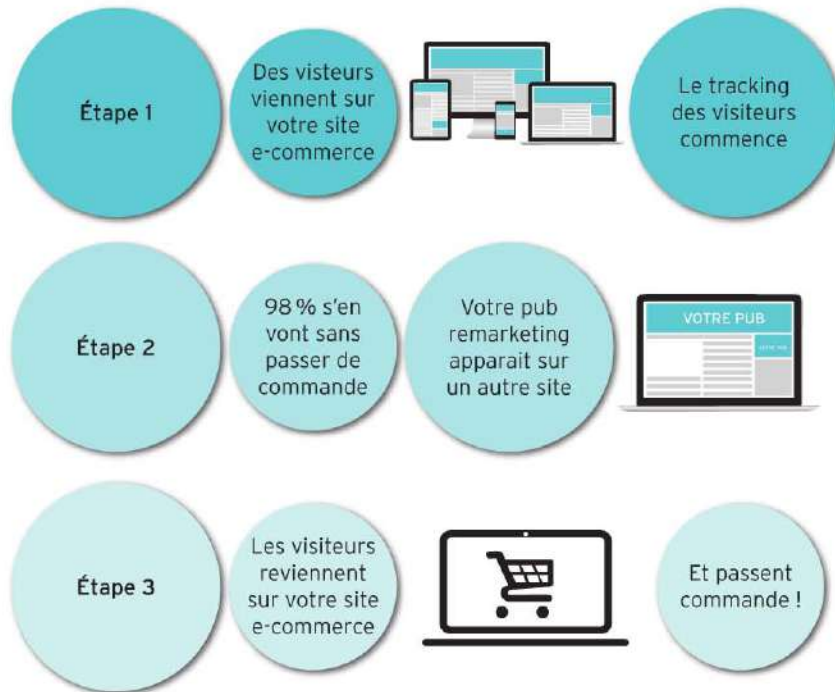 Étape 1
Des visteurs
viennent sur
votre site
e-commerce
Le tracking
des visiteurs
commence
Étape 2
98 % s'en
vont sans
passer de
commande
Votre pub
remarketing
apparait sur
un autre site
VOTRE PUB
VOTRE PUB
Étape 3
Les visiteurs
reviennent
sur votre site
e-commerce
Et passent
commande !